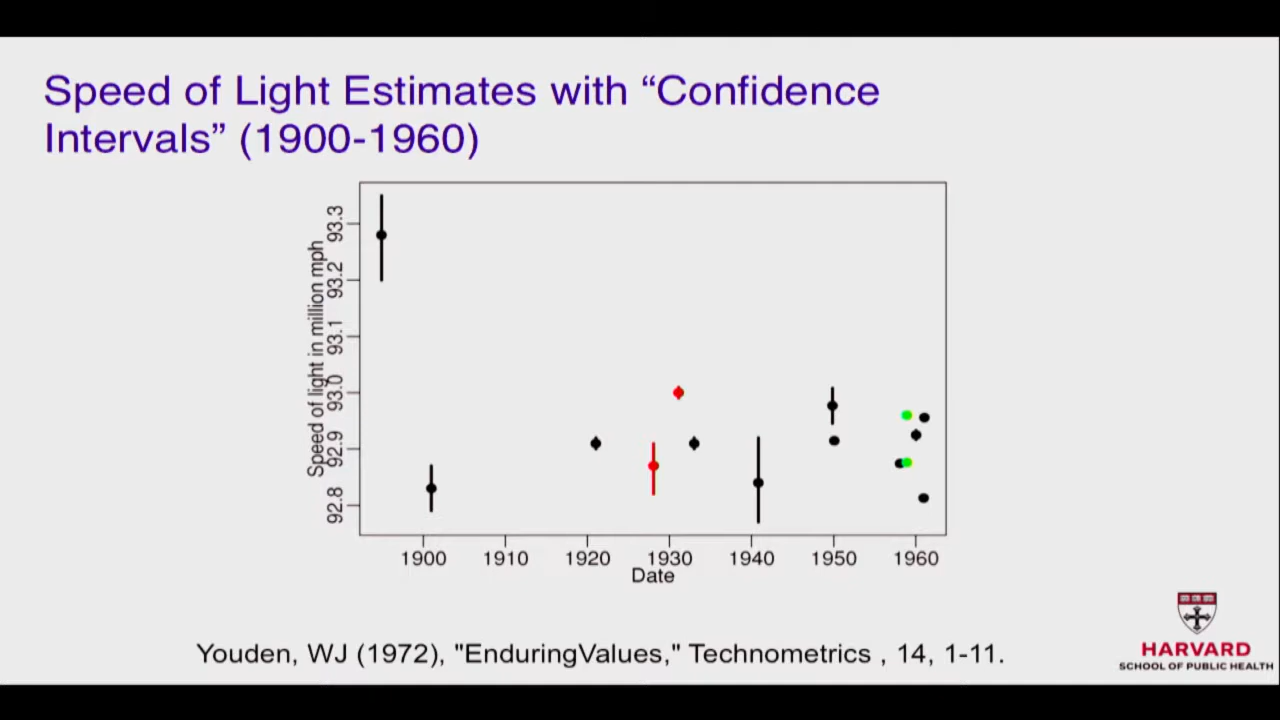 Speed of Light Estimates with “Confidence
Intervals” (1900-1960)
Speed of light in million mph
93.3
93.2
93.1
93.0
92.9
92.8
1900 1910 1920 1930 1940 1950 1960
Date
Youden, WJ (1972), "EnduringValues," Technometrics , 14, 1-11.
HARVARD
SCHOOL OF PUBLIC HEALTH